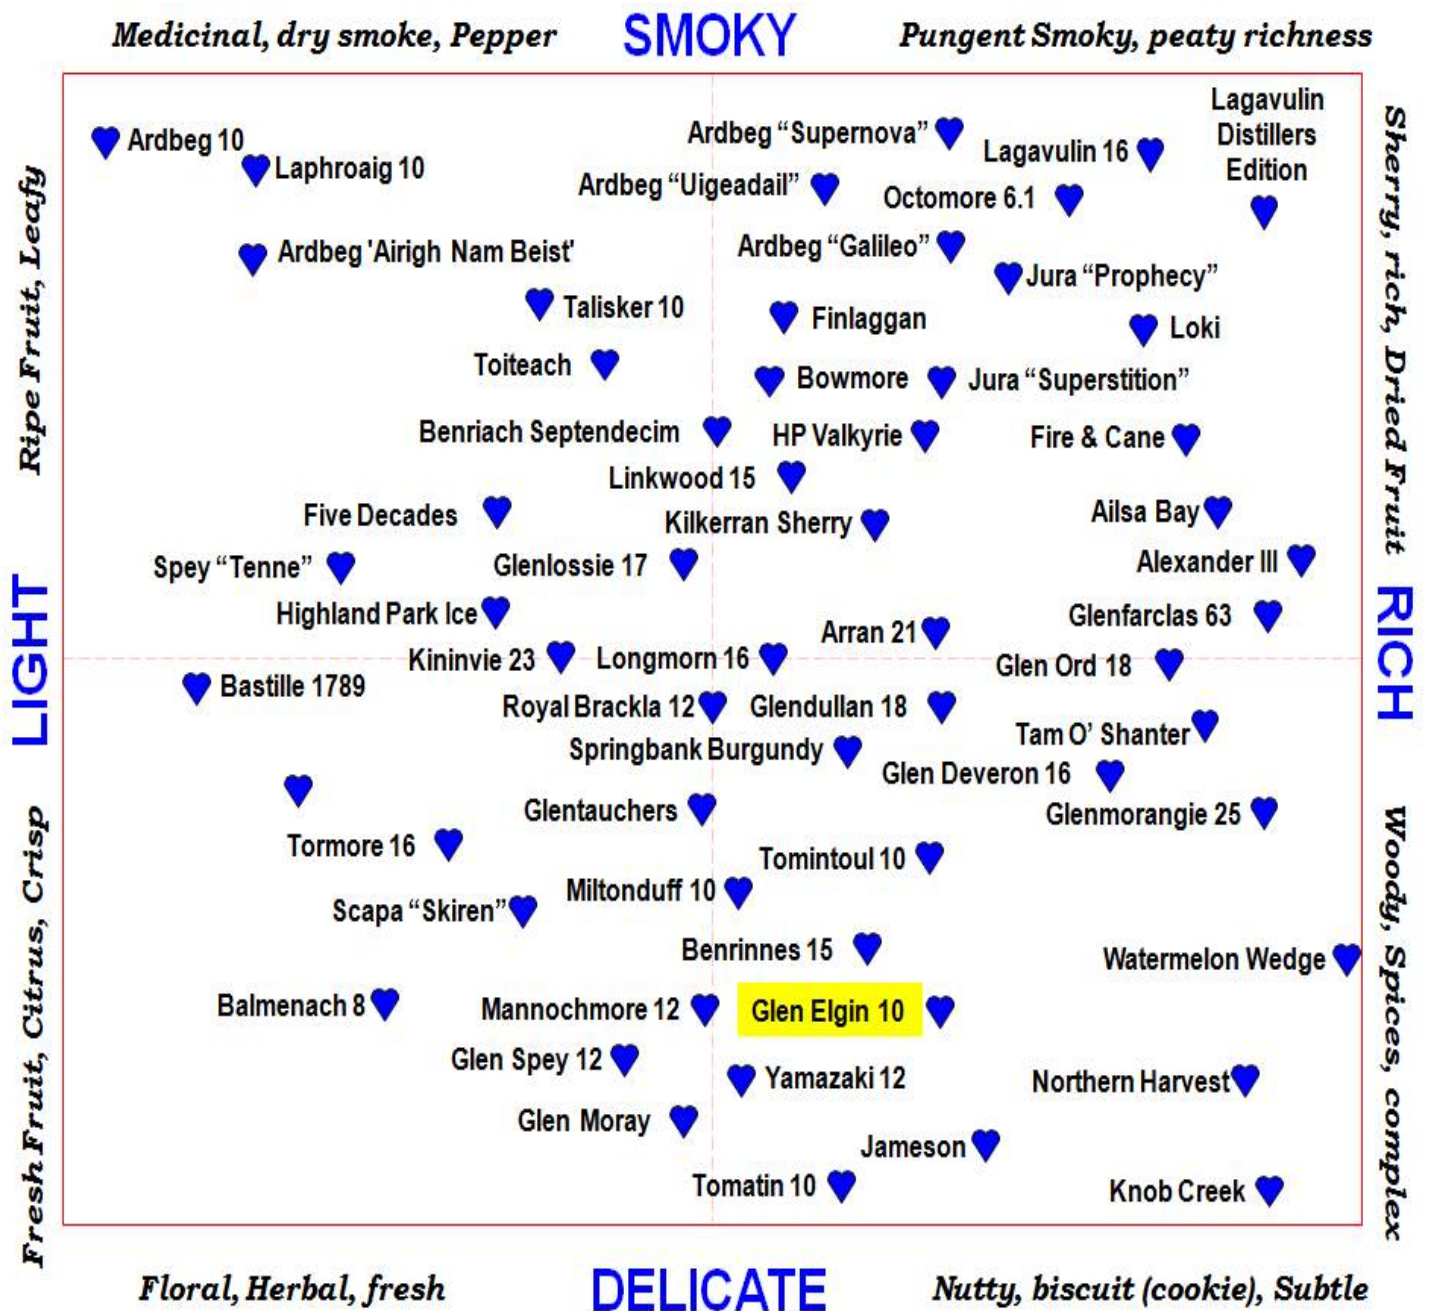 Medicinal, dry smoke, Pepper
SMOKY
Pungent Smoky, peaty richness
Ripe Fruit, Leafy
LIGHT
Fresh Fruit, Citrus, Crisp
Sherry, rich, Dried Fruit
RICH
Woody, Spices, complex
Lagavulin
Distillers
Edition
Ardbeg 10
Ardbeg “Supernova”
Lagavulin 16
Laphroaig 10
Ardbeg “Uigeadail”
Octomore 6.1
Ardbeg 'Airigh Nam Beist'
Ardbeg “Galileo”
Jura “Prophecy”
Talisker 10
Finlaggan
Loki
Toiteach
Bowmore
Jura “Superstition”
Benriach Septendecim
HP Valkyrie
Fire & Cane
Linkwood 15
Five Decades
Kilkerran Sherry
Ailsa Bay
Spey “Tenne”
Glenlossie 17
Alexander III
Highland Park Ice
Arran 21
Glenfarclas 63
Kininvie 23
Longmorn 16
Glen Ord 18
Bastille 1789
Royal Brackla 12
Glendullan 18
Tam O’ Shanter
Springbank Burgundy
Glen Deveron 16
Glentauchers
Glenmorangie 25
Tormore 16
Tomintoul 10
Miltonduff 10
Scapa “Skiren”
Benrinnes 15
Watermelon Wedge
Balmenach 8
Mannochmore 12
Glen Elgin 10
Glen Spey 12
Yamazaki 12
Northern Harvest
Glen Moray
Jameson
Tomatin 10
Knob Creek
Floral, Herbal, fresh
DELICATE
Nutty, biscuit (cookie), Subtle